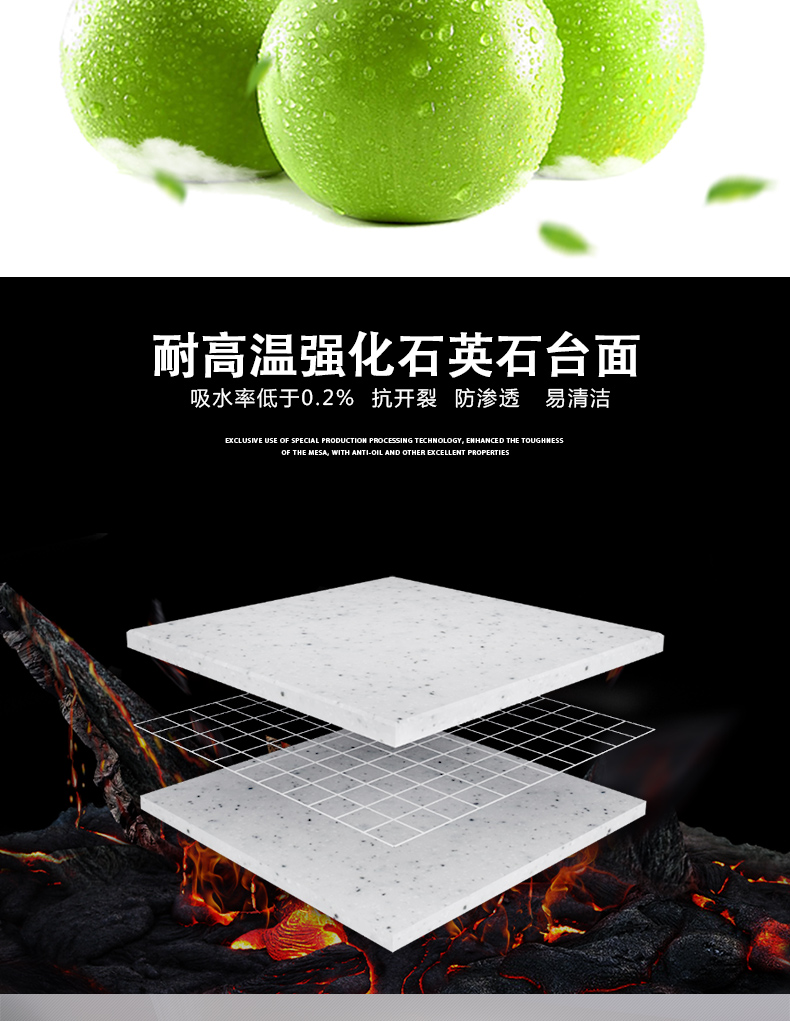 耐高温强化石英石台面
吸水率低于0.2% 抗开裂 防渗透 易清洁
EXCLUSIVE USE OF SPECIAL PRODUCTION PROCESSING TECHNOLOGY, ENHANCED THE TOUGHNESS
OF THE MESA, WITH ANTI-OIL AND OTHER EXCELLENT PROPERTIES